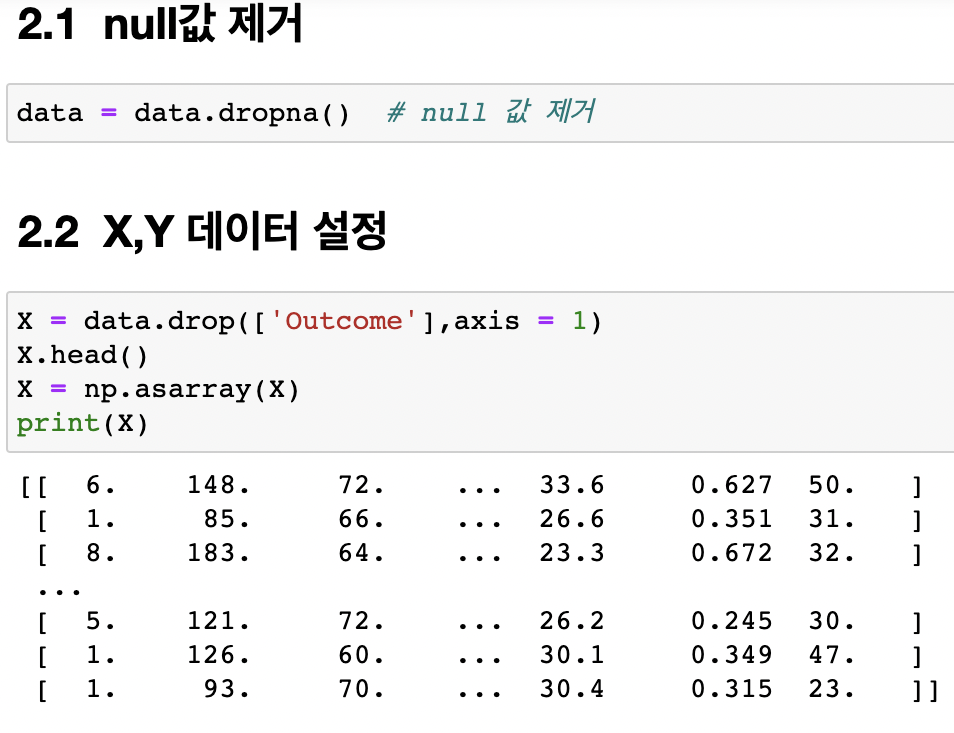 2.1 null값 제거
data = data.dropna()  # null 값 제거
2.2 X,Y 데이터 설정
X = data.drop(['Outcome'],axis = 1)
X.head()
X = np.asarray(X)
print(X)
[[  6.    148.     72.    ...  33.6     0.627  50.   ]
 [  1.     85.     66.    ...  26.6     0.351  31.   ]
 [  8.    183.     64.    ...  23.3     0.672  32.   ]
 ...
 [  5.    121.     72.    ...  26.2     0.245  30.   ]
 [  1.    126.     60.    ...  30.1     0.349  47.   ]
 [  1.     93.     70.    ...  30.4     0.315  23.   ]]